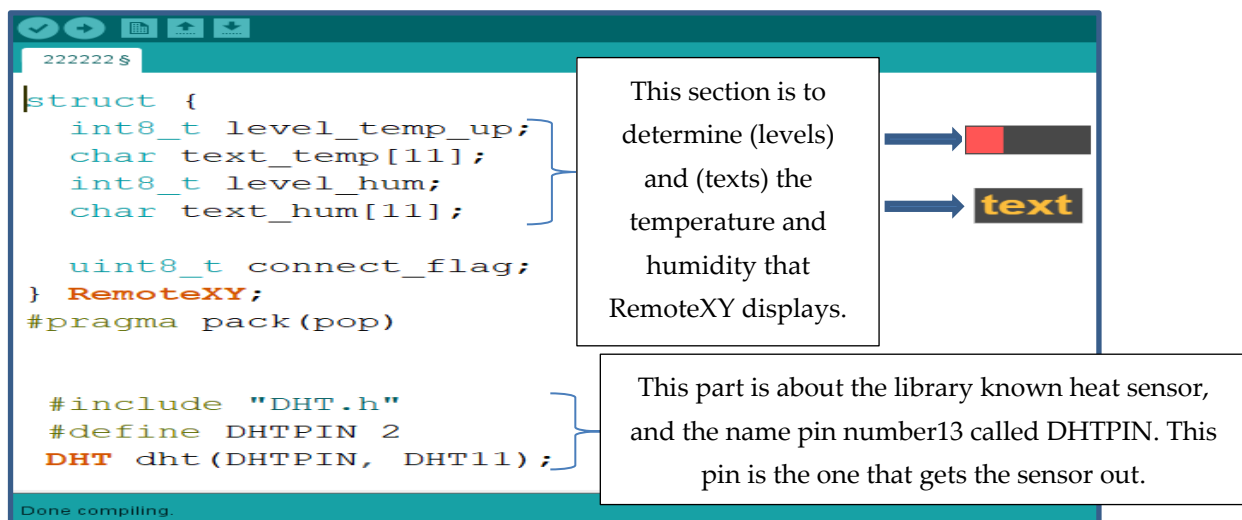 222222 §
struct {
int8_t level_temp_up;
char text_temp[11];
int8_t level_hum;
char text_hum[11];
uint8_t connect_flag;
} RemoteXY;
#pragma pack(pop)
#include "DHT.h"
#define DHTPIN 2
DHT dht(DHTPIN, DHT11);
Done compiling.
This section is to
determine (levels)
and (texts) the
temperature and
humidity that
RemoteXY displays.
text
This part is about the library known heat sensor,
and the name pin number13 called DHTPIN. This
pin is the one that gets the sensor out.